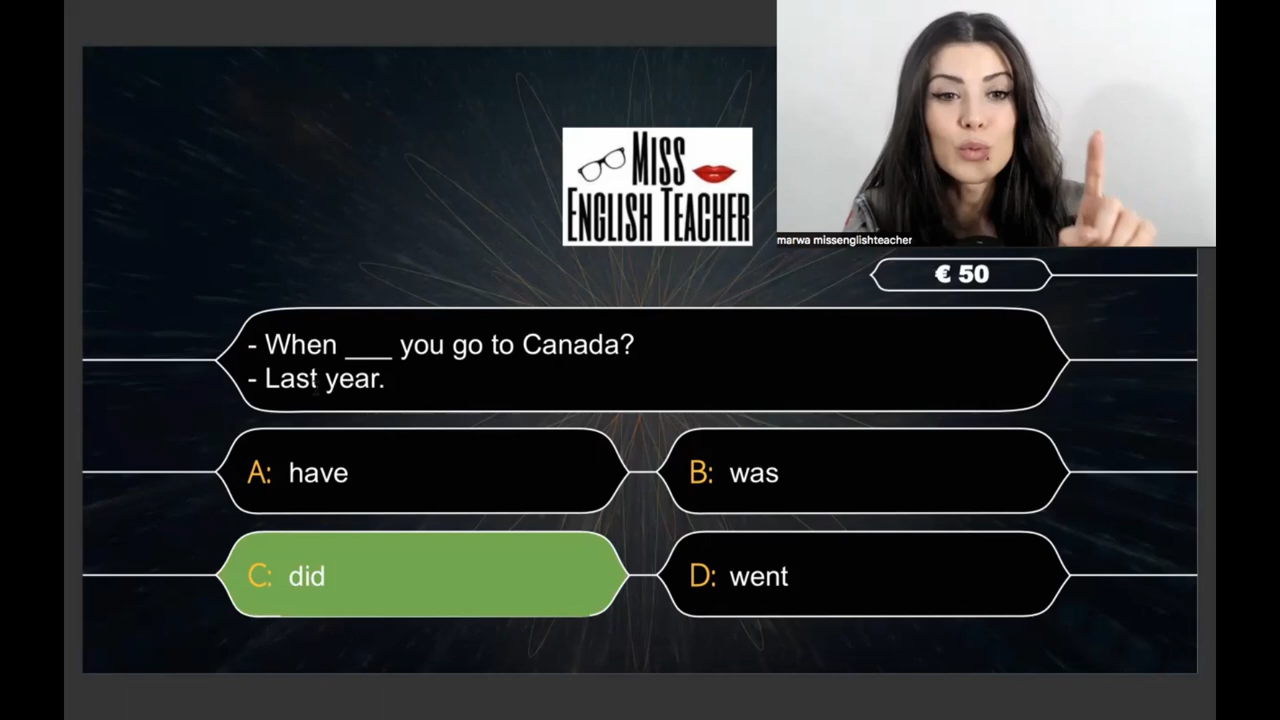 Miss
English Teacher
marwa missenglishteacher
€ 50
- When ___ you go to Canada?
- Last year.
A: have
B: was
C: did
D: went